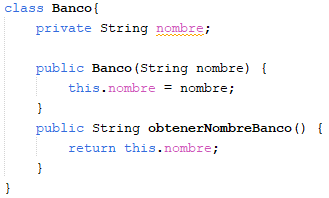 class Banco{
    private String nombre;

    public Banco(String nombre) {
        this.nombre = nombre;
    }
    public String obtenerNombreBanco() {
        return this.nombre;
    }
}